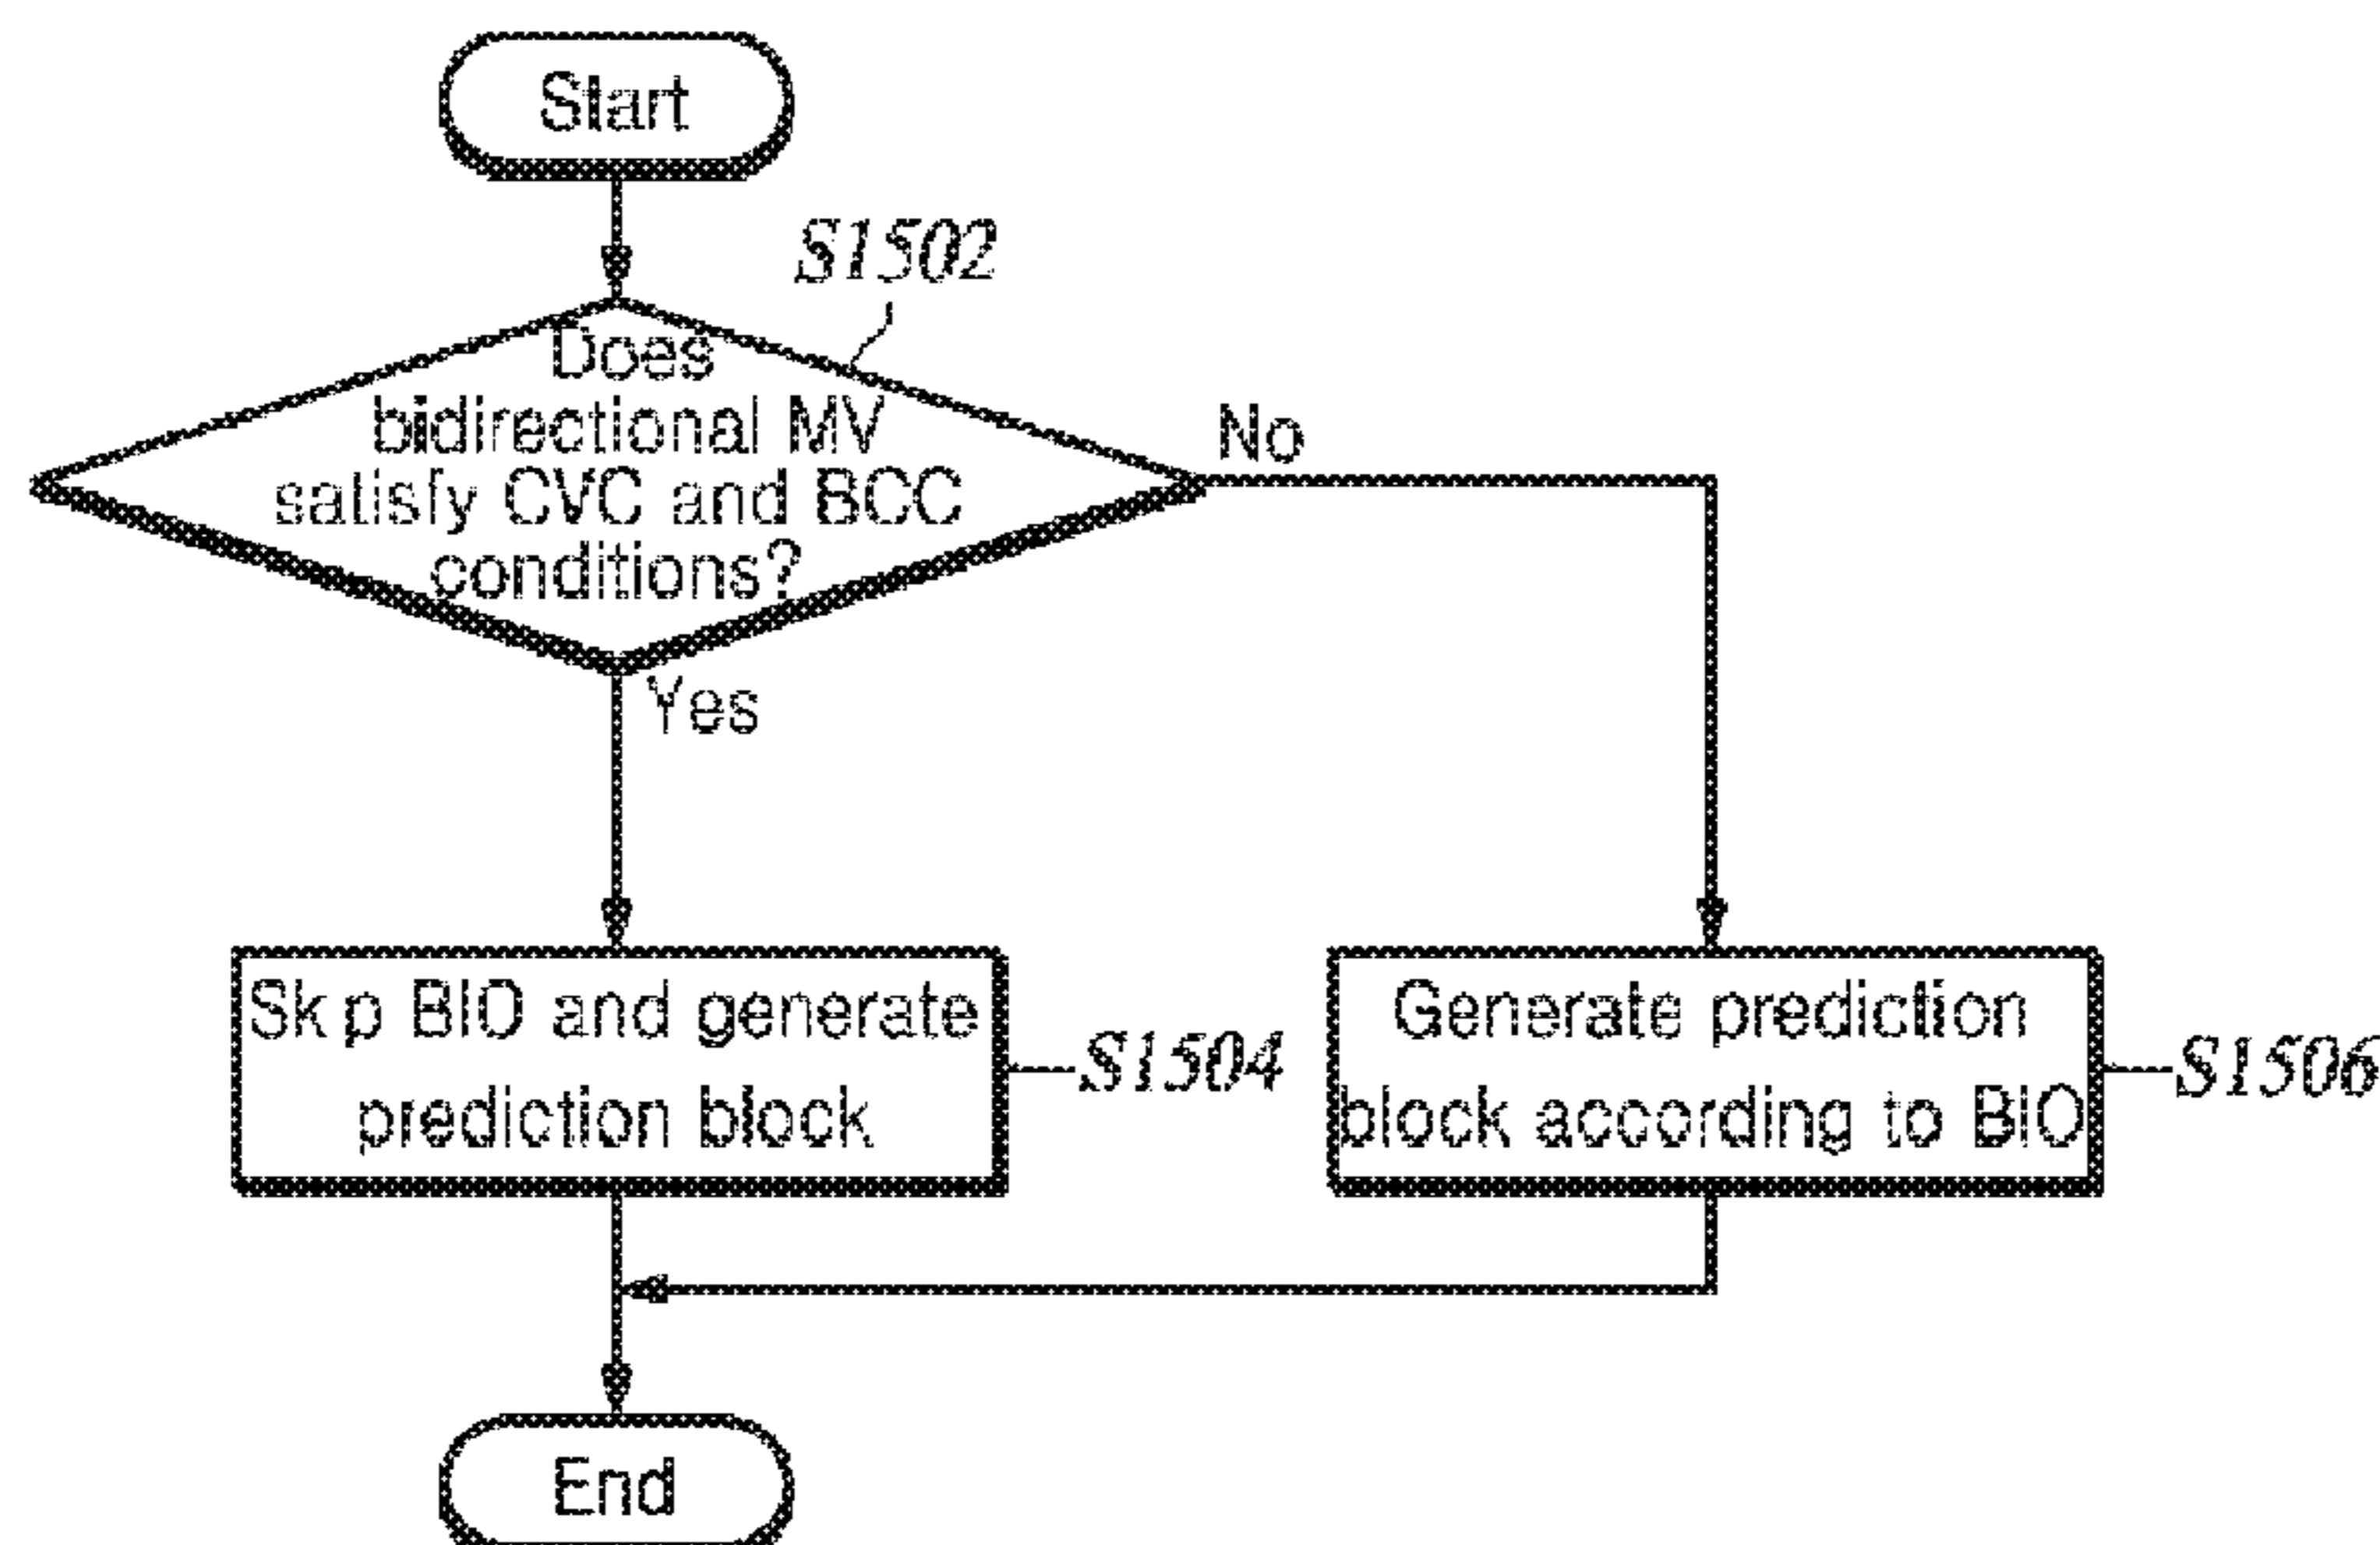 Start
S1502
Does
bidirectional MV
satisfy CVC and BCC
conditions?
No
Yes
Skip BIO and generate
prediction block
S1504
Generate prediction
block according to BIO
S1506
End